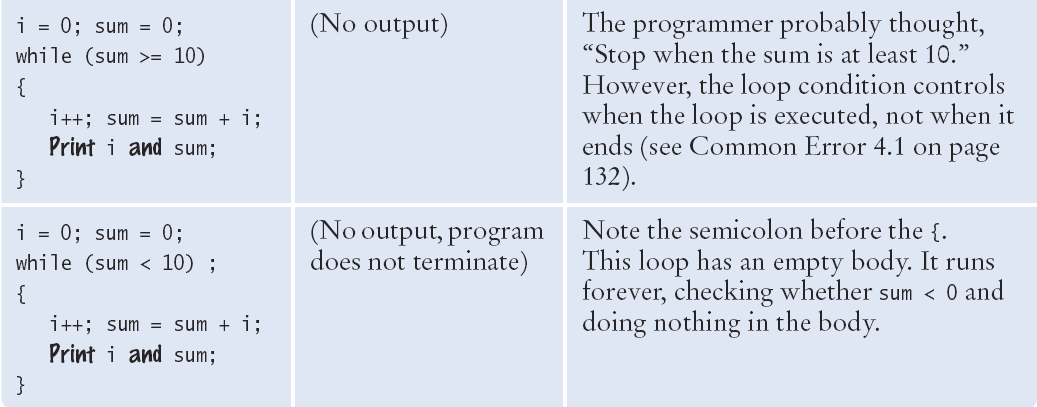 i = 0; sum = 0;
while (sum >= 10)
{
i++; sum = sum + i;
Print i and sum;
}
(No output)
The programmer probably thought,
“Stop when the sum is at least 10.”
However, the loop condition controls
when the loop is executed, not when it
ends (see Common Error 4.1 on page
132).
i = 0; sum = 0;
while (sum < 10) ;
{
i++; sum = sum + i;
Print i and sum;
}
(No output, program
does not terminate)
Note the semicolon before the {.
This loop has an empty body. It runs
forever, checking whether sum < 0 and
doing nothing in the body.